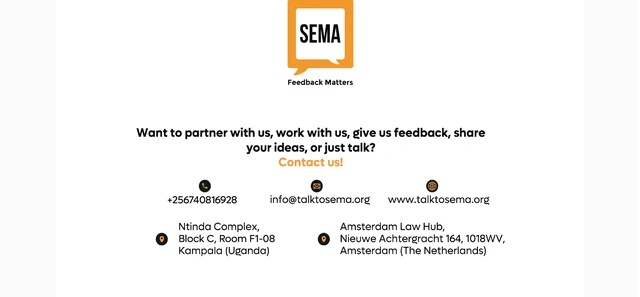 SEMA
Feedback Matters
Want to partner with us, work with us, give us feedback, share
your ideas, or just talk?
Contact us!
+256740816928
info@talktosema.org
www.talktosema.org
Ntinda Complex,
Block C, Room F1-08
Kampala (Uganda)
Amsterdam Law Hub,
Nieuwe Achtergracht 164, 1018WV,
Amsterdam (The Netherlands)